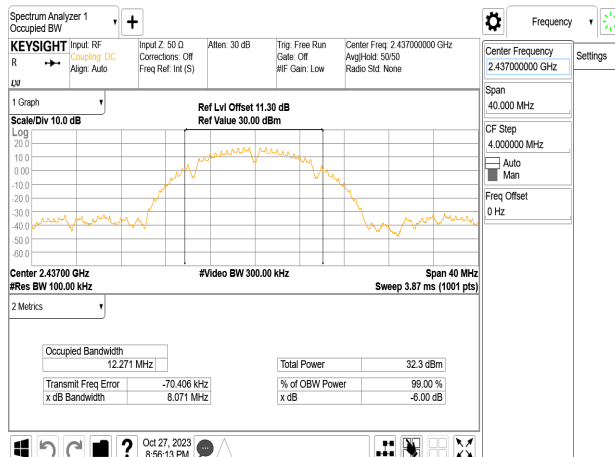 Spectrum Analyzer 1
Occupied BW
+
Frequency
KEYSIGHT
R
LXI
Input: RF
Coupling: DC
Align: Auto
Input Z: 50 Ω
Corrections: Off
Freq Ref: Int (S)
Atten: 30 dB
Trig: Free Run
Gate: Off
#IF Gain: Low
Center Freq: 2.437000000 GHz
Avg|Hold: 50/50
Radio Std: None
Center Frequency
2.437000000 GHz
Settings
Span
40.000 MHz
CF Step
4.000000 MHz
Auto
Man
Freq Offset
0 Hz
1 Graph
Scale/Div 10.0 dB
Ref Lvl Offset 11.30 dB
Ref Value 30.00 dBm
Log
20.0
10.0
0.00
-10.0
-20.0
-30.0
-40.0
-50.0
-60.0
Center 2.43700 GHz
#Video BW 300.00 kHz
Span 40 MHz
#Res BW 100.00 kHz
Sweep 3.87 ms (1001 pts)
2 Metrics
Occupied Bandwidth
12.271 MHz
Total Power 32.3 dBm
Transmit Freq Error -70.406 kHz
% of OBW Power 99.00 %
x dB Bandwidth 8.071 MHz
x dB -6.00 dB
?
Oct 27, 2023
8:56:13 PM